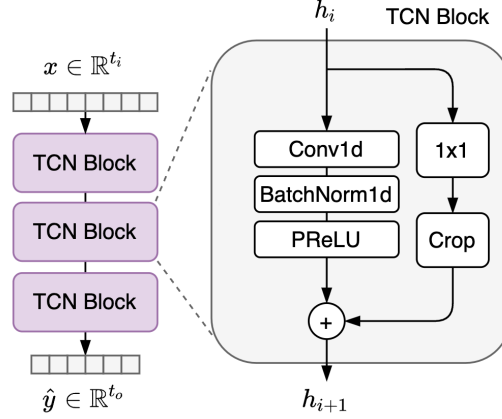 x ∈ ℝ^{t_i}
TCN Block
TCN Block
TCN Block
ŷ ∈ ℝ^{t_o}
h_i
TCN Block
Conv1d
BatchNorm1d
PReLU
1x1
Crop
+
h_{i+1}